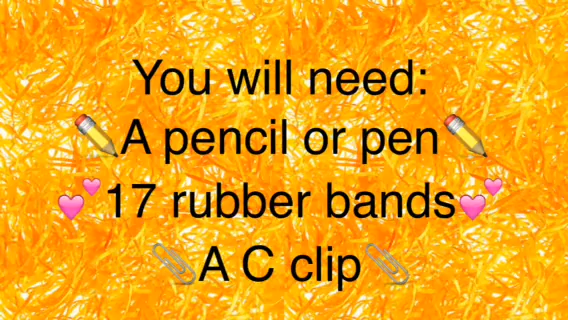 You will need:
✏️A pencil or pen✏️
💕17 rubber bands💕
📎A C clip📎